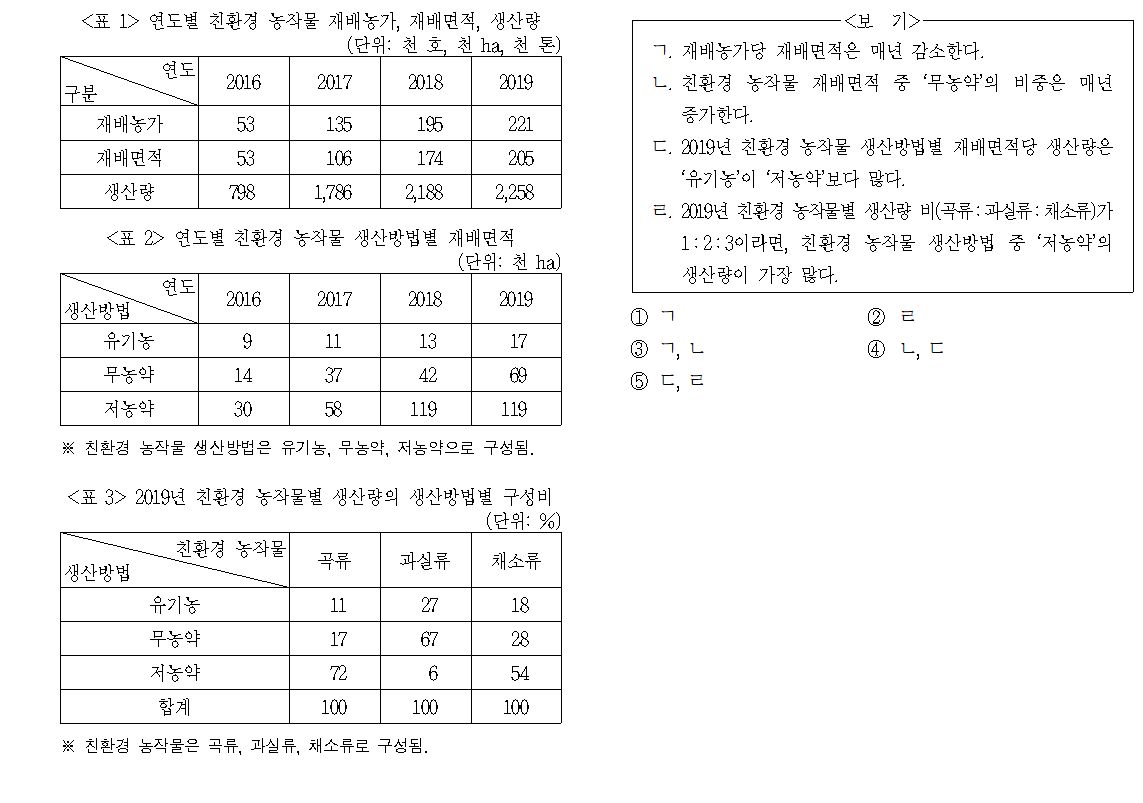 <표 1> 연도별 친환경 농작물 재배농가, 재배면적, 생산량
(단위: 천 호, 천 ha, 천 톤)
구분 연도 2016 2017 2018 2019
재배농가 53 135 195 221
재배면적 53 106 174 205
생산량 798 1,786 2,188 2,258
<표 2> 연도별 친환경 농작물 생산방법별 재배면적
(단위: 천 ha)
생산방법 연도 2016 2017 2018 2019
유기농 9 11 13 17
무농약 14 37 42 69
저농약 30 58 119 119
※ 친환경 농작물 생산방법은 유기농, 무농약, 저농약으로 구성됨.
<표 3> 2019년 친환경 농작물별 생산량의 생산방법별 구성비
(단위: %)
생산방법 친환경 농작물 곡류 과실류 채소류
유기농 11 27 18
무농약 17 67 28
저농약 72 6 54
합계 100 100 100
※ 친환경 농작물은 곡류, 과실류, 채소류로 구성됨.
<보 기>
ㄱ. 재배농가당 재배면적은 매년 감소한다.
ㄴ. 친환경 농작물 재배면적 중 ‘무농약’의 비중은 매년
증가한다.
ㄷ. 2019년 친환경 농작물 생산방법별 재배면적당 생산량은
‘유기농’이 ‘저농약’보다 많다.
ㄹ. 2019년 친환경 농작물별 생산량 비(곡류:과실류:채소류)가
1:2:3이라면, 친환경 농작물 생산방법 중 ‘저농약’의
생산량이 가장 많다.
① ㄱ ② ㄹ
③ ㄱ, ㄴ ④ ㄴ, ㄷ
⑤ ㄷ, ㄹ